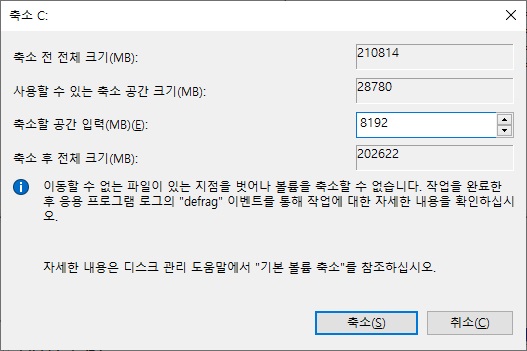 축소 C:
축소 전 전체 크기(MB):
210814
사용할 수 있는 축소 공간 크기(MB):
28780
축소할 공간 입력(MB)(E):
8192
축소 후 전체 크기(MB):
202622
이동할 수 없는 파일이 있는 지점을 벗어나 볼륨을 축소할 수 없습니다. 작업을 완료한
후 응용 프로그램 로그의 "defrag" 이벤트를 통해 작업에 대한 자세한 내용을 확인하십시
오.
자세한 내용은 디스크 관리 도움말에서 "기본 볼륨 축소"를 참조하십시오.
축소(S)
취소(C)